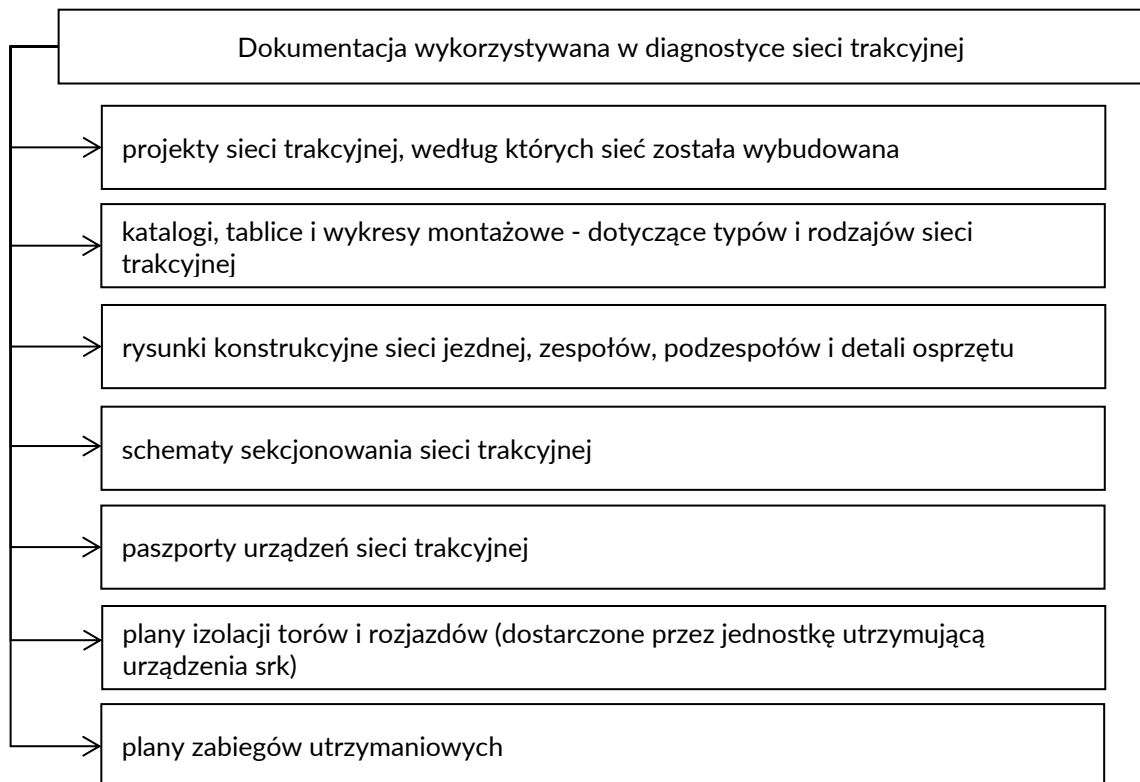 Dokumentacja wykorzystywana w diagnostyce sieci trakcyjnej
projekty sieci trakcyjnej, według których sieć została wybudowana
katalogi, tablice i wykresy montażowe - dotyczące typów i rodzajów sieci
trakcyjnej
rysunki konstrukcyjne sieci jezdnej, zespołów, podzespołów i detali osprzętu
schematy sekcjonowania sieci trakcyjnej
paszporty urządzeń sieci trakcyjnej
plany izolacji torów i rozjazdów (dostarczone przez jednostkę utrzymującą
urządzenia srk)
plany zabiegów utrzymaniowych